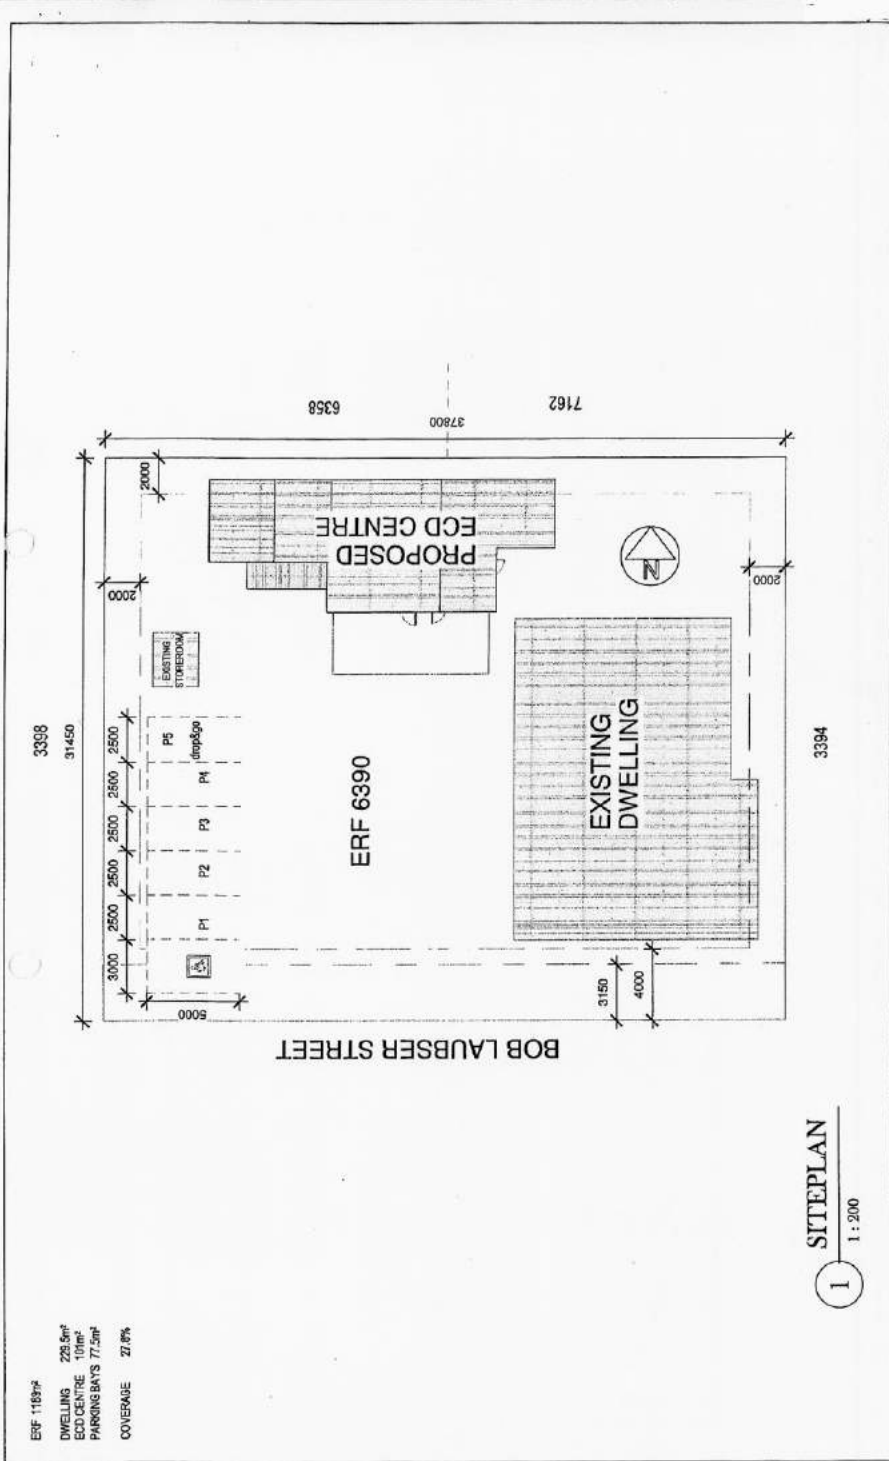 ERF 1189m²
DWELLING 229.5m²
ECD CENTRE 101m²
PARKING BAYS 77.5m²
COVERAGE 27.8%
3398
31450
3000
2500
2500
2500
2500
2500
5000
P1
P2
P3
P4
P5
drop&go
EXISTING
STOREROOM
2000
2000
BOB LAUBSER STREET
ERF 6390
PROPOSED
ECD CENTRE
6358
37800
7162
N
EXISTING
DWELLING
3150
4000
2000
3394
1
SITEPLAN
1 : 200